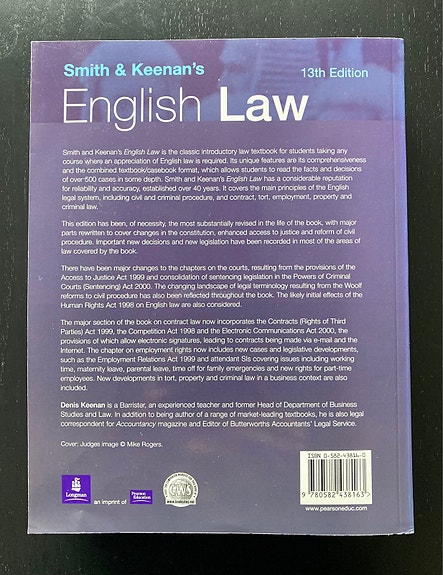 Smith & Keenan's
13th Edition
English Law
Smith and Keenan's English Law is the classic introductory law textbook for students taking any
course where an appreciation of English law is required. Its unique features are its comprehensiveness
and the combined textbook/casebook format, which allows students to read the facts and decisions
of over 500 cases in some depth. Smith and Keenan's English Law has a considerable reputation
for reliability and accuracy, established over 40 years. It covers the main principles of the English
legal system, including civil and criminal procedure, and contract, tort, employment, property and
criminal law.
This edition has been, of necessity, the most substantially revised in the life of the book, with major
parts rewritten to cover changes in the constitution, enhanced access to justice and reform of civil
procedure. Important new decisions and new legislation have been recorded in most of the areas of
law covered by the book.
There have been major changes to the chapters on the courts, resulting from the provisions of the
Access to Justice Act 1999 and consolidation of sentencing legislation in the Powers of Criminal
Courts (Sentencing) Act 2000. The changing landscape of legal terminology resulting from the Woolf
reforms to civil procedure has also been reflected throughout the book. The likely initial effects of the
Human Rights Act 1998 on English law are also considered.
The major section of the book on contract law now incorporates the Contracts (Rights of Third
Parties) Act 1999, the Competition Act 1998 and the Electronic Communications Act 2000, the
provisions of which allow electronic signatures, leading to contracts being made via e-mail and the
Internet. The chapter on employment rights now includes new cases and legislative developments,
such as the Employment Relations Act 1999 and attendant SIs covering issues including working
time, maternity leave, parental leave, time off for family emergencies and new rights for part-time
employees. New developments in tort, property and criminal law in a business context are also
included.
Denis Keenan is a Barrister, an experienced teacher and former Head of Department of Business
Studies and Law. In addition to being author of a range of market-leading textbooks, he is also legal
correspondent for Accountancy magazine and Editor of Butterworths Accountants' Legal Service.
Cover: Judges image © Mike Rogers.
ISBN 0-582-43816-0
9 780582 438163
www.pearsoneduc.com
Longman
an imprint of
Pearson
Education